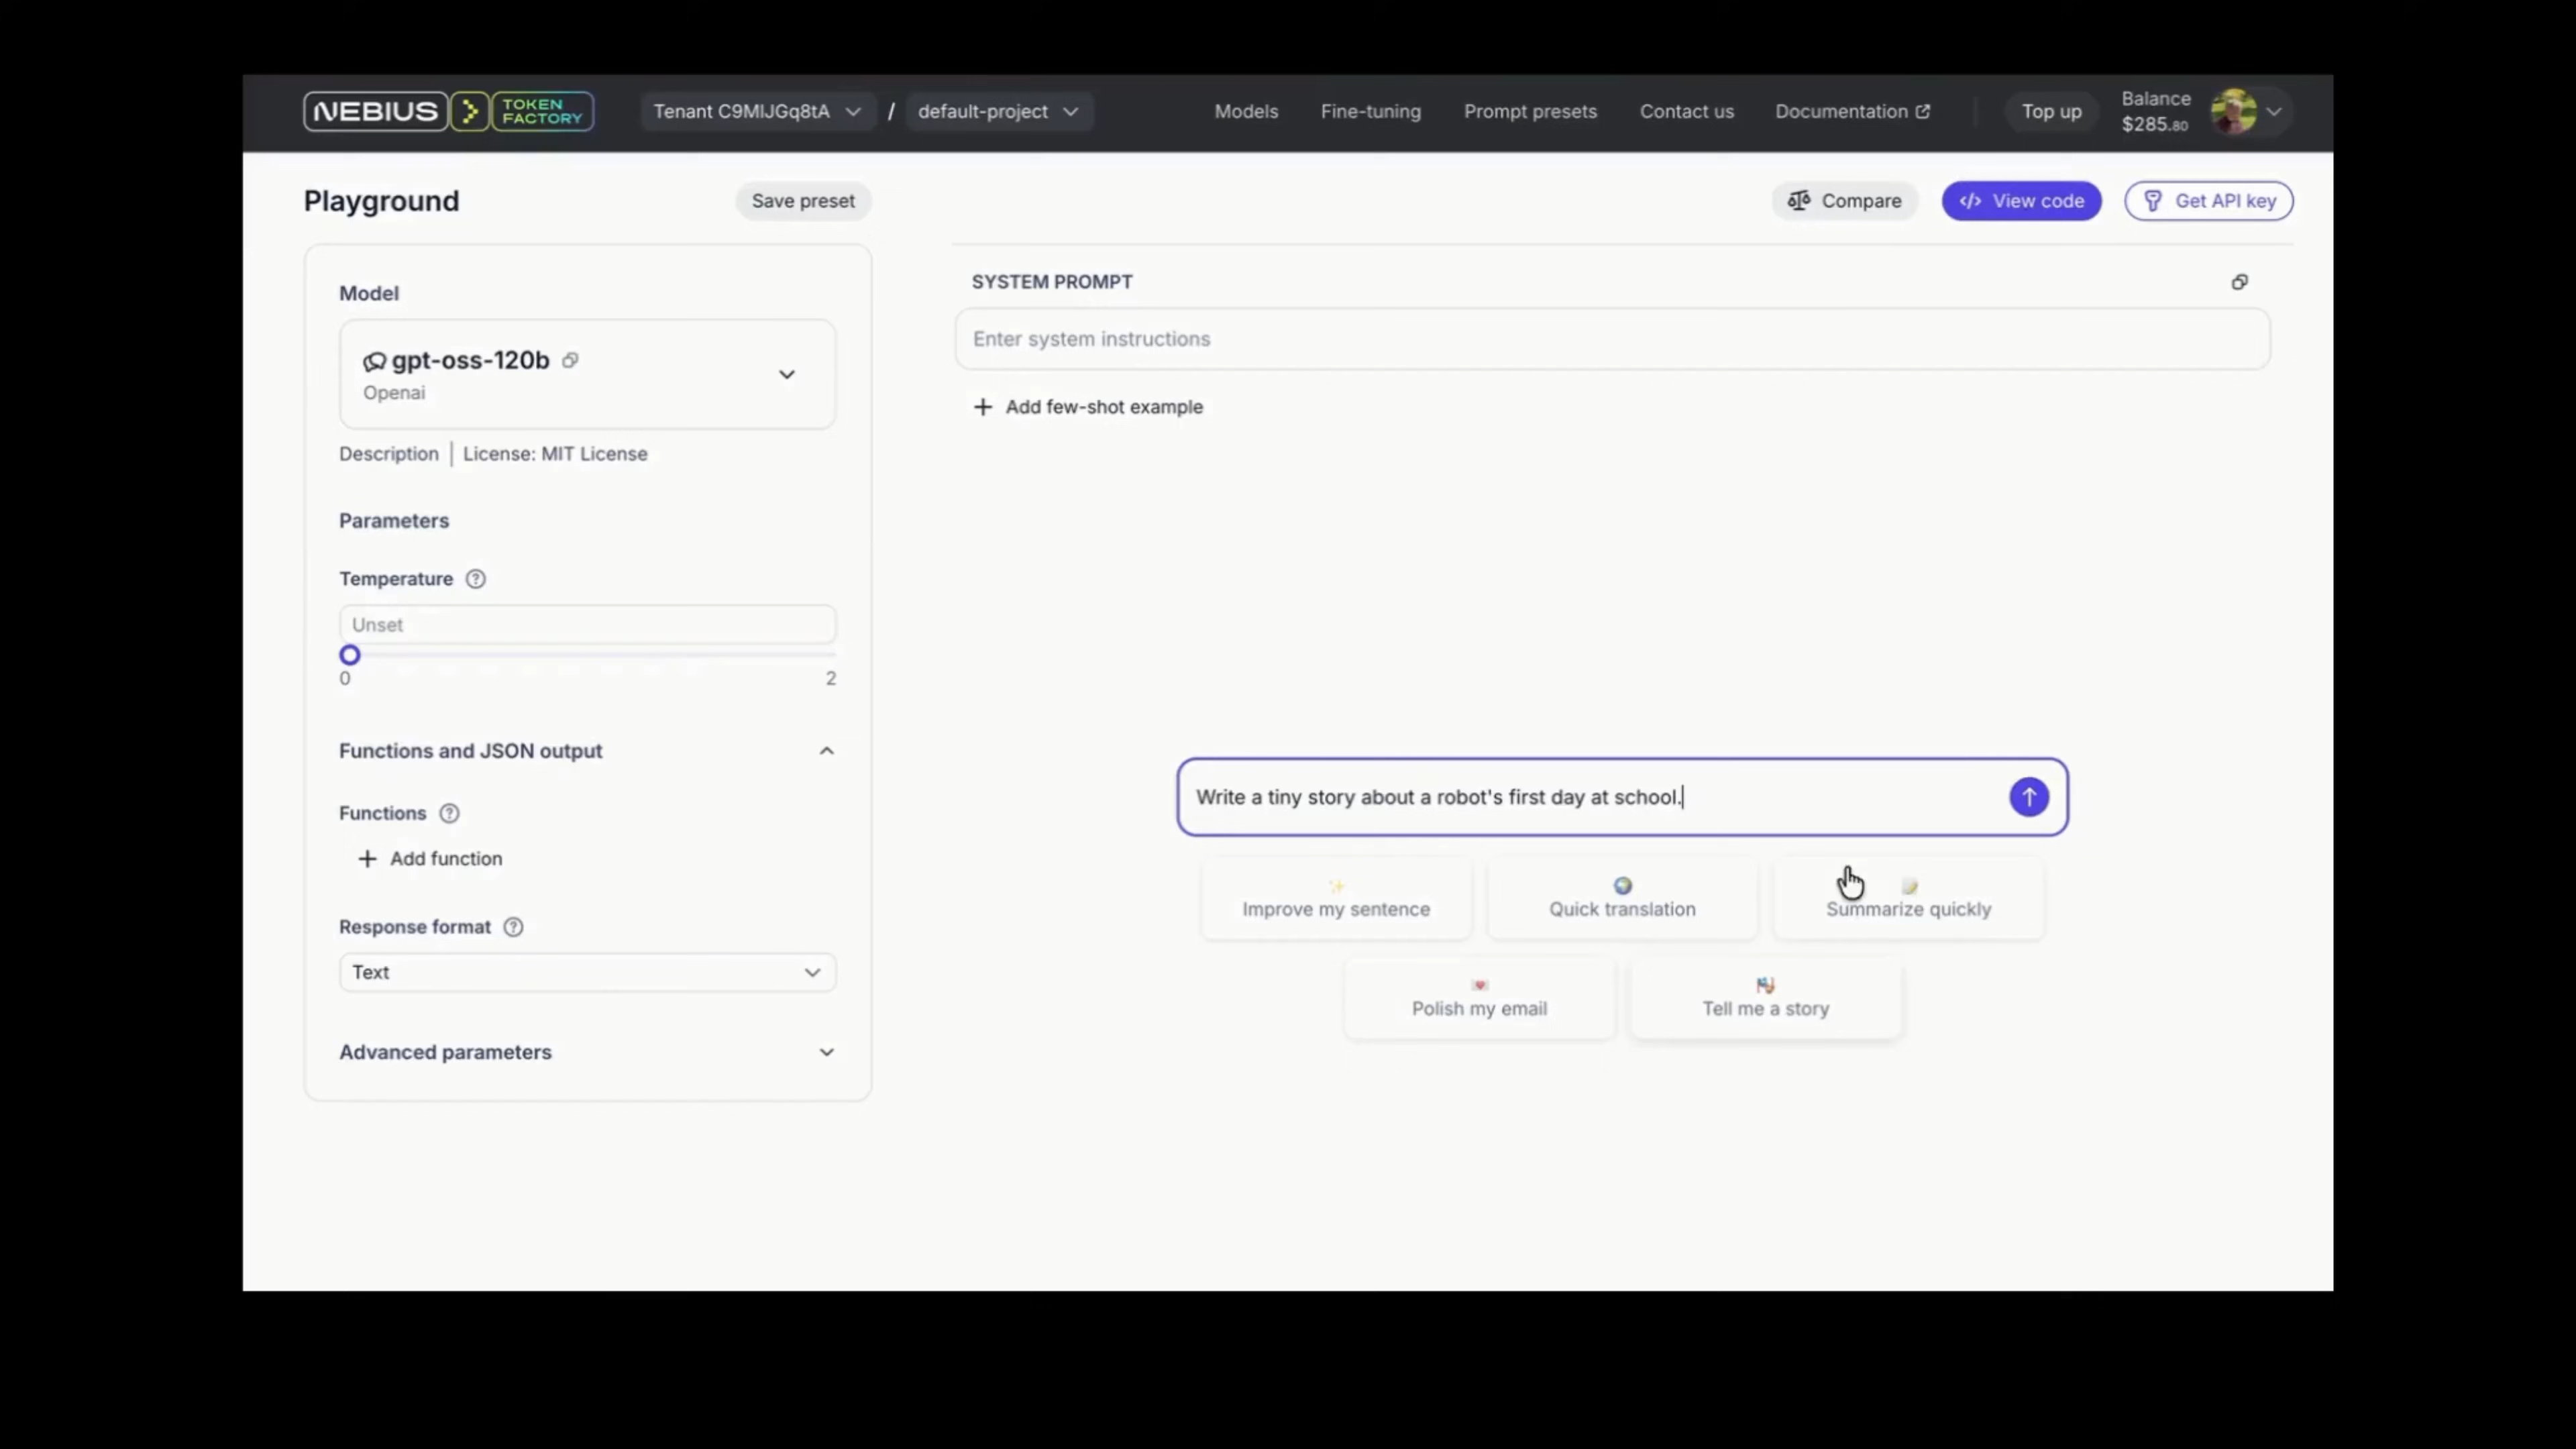 NEBIUS TOKEN FACTORY
Tenant C9MlJGq8tA / default-project
Models Fine-tuning Prompt presets Contact us Documentation Top up Balance $285.80
Playground
Save preset
Compare
View code
Get API key
Model
gpt-oss-120b
Openai
Description | License: MIT License
Parameters
Temperature
Unset
0 2
Functions and JSON output
Functions
+ Add function
Response format
Text
Advanced parameters
SYSTEM PROMPT
Enter system instructions
+ Add few-shot example
Write a tiny story about a robot's first day at school.
Improve my sentence
Quick translation
Summarize quickly
Polish my email
Tell me a story